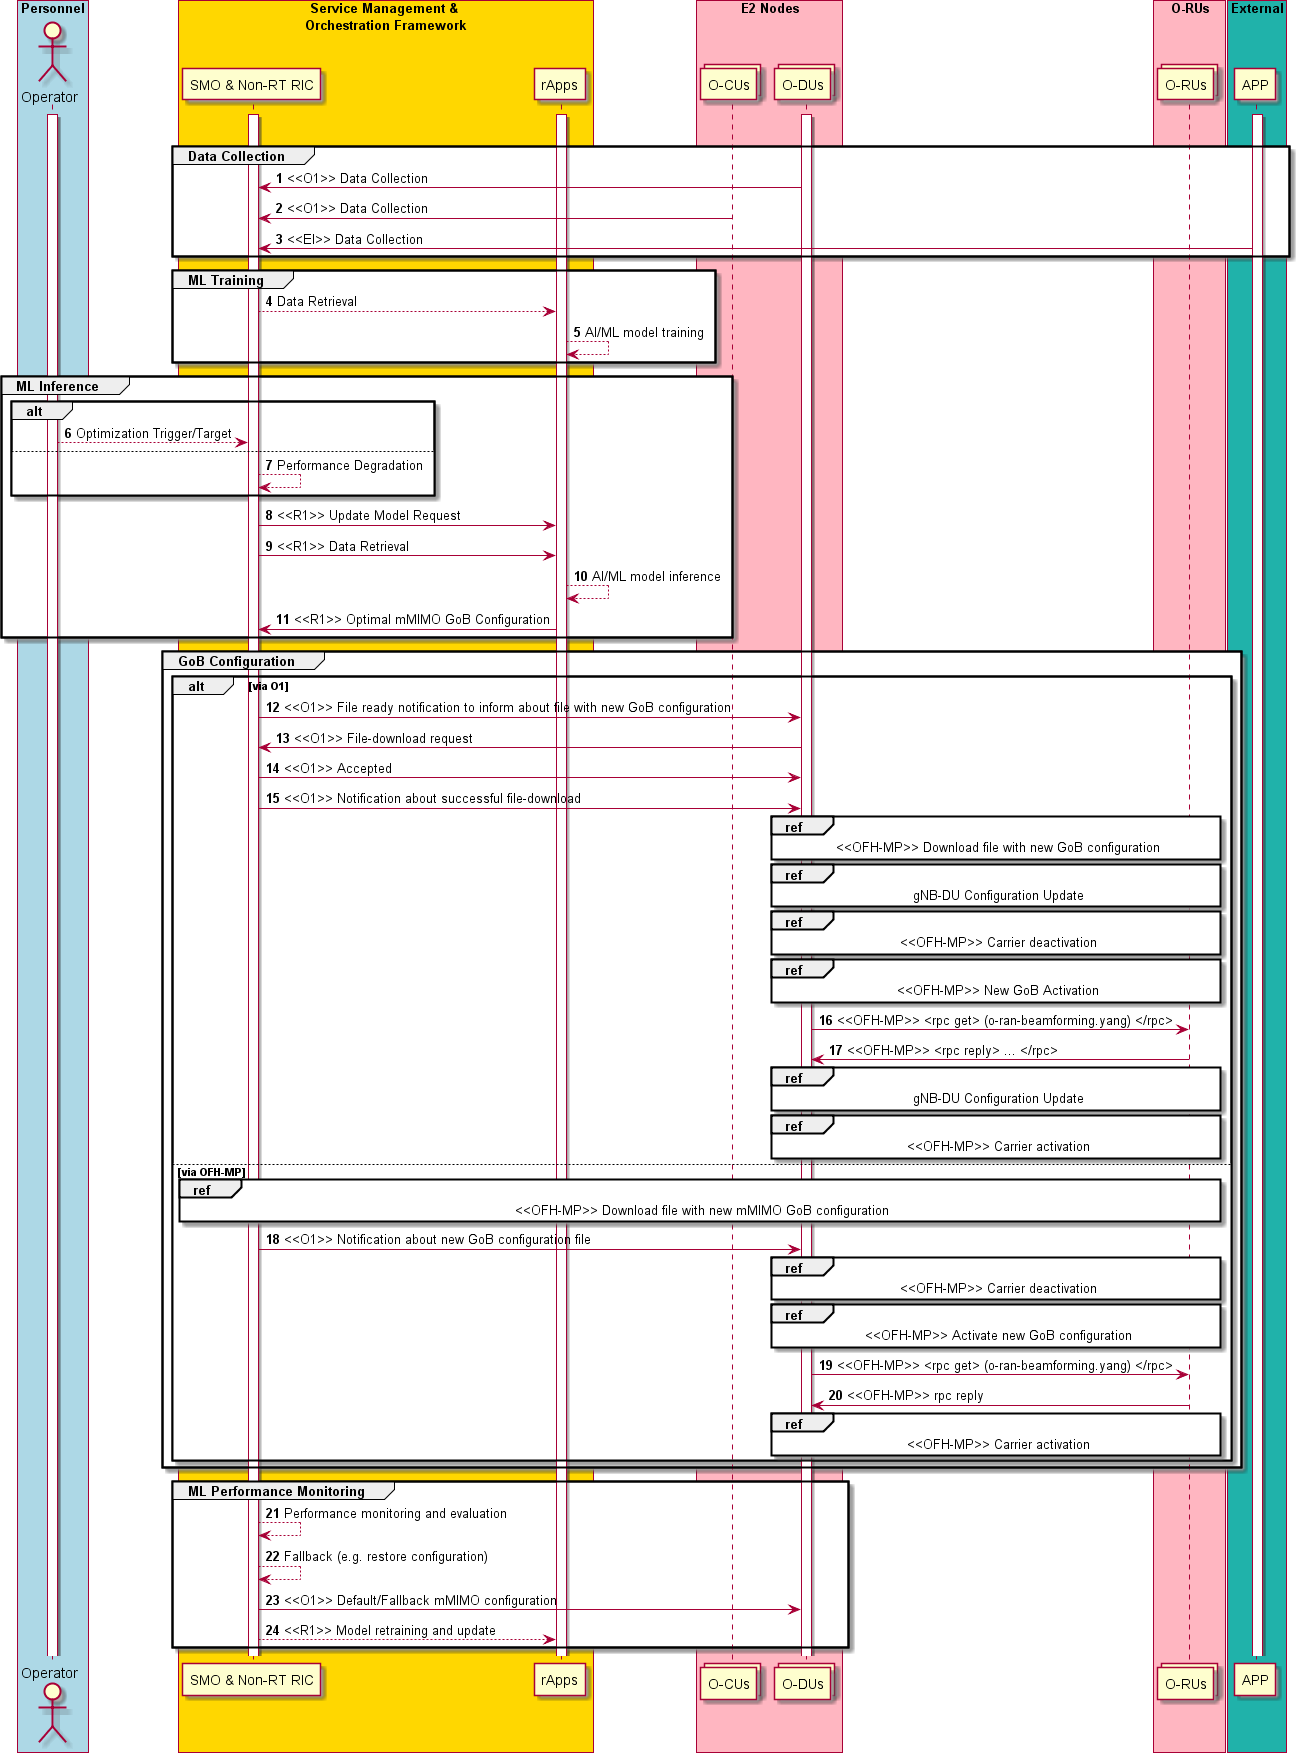 Personnel
Service Management &
Orchestration Framework
E2 Nodes
O-RUs
External
Operator
SMO & Non-RT RIC
rApps
O-CUs
O-DUs
O-RUs
APP
Data Collection
1 <<O1>> Data Collection
2 <<O1>> Data Collection
3 <<EI>> Data Collection
ML Training
4 Data Retrieval
5 AI/ML model training
ML Inference
alt
6 Optimization Trigger/Target
7 Performance Degradation
8 <<R1>> Update Model Request
9 <<R1>> Data Retrieval
10 AI/ML model inference
11 <<R1>> Optimal mMIMO GoB Configuration
GoB Configuration
alt [via O1]
12 <<O1>> File ready notification to inform about file with new GoB configuration
13 <<O1>> File-download request
14 <<O1>> Accepted
15 <<O1>> Notification about successful file-download
ref
<<OFH-MP>> Download file with new GoB configuration
ref
gNB-DU Configuration Update
ref
<<OFH-MP>> Carrier deactivation
ref
<<OFH-MP>> New GoB Activation
16 <<OFH-MP>> <rpc get> (o-ran-beamforming.yang) </rpc>
17 <<OFH-MP>> <rpc reply> ... </rpc>
ref
gNB-DU Configuration Update
ref
<<OFH-MP>> Carrier activation
[via OFH-MP]
ref
<<OFH-MP>> Download file with new mMIMO GoB configuration
18 <<O1>> Notification about new GoB configuration file
ref
<<OFH-MP>> Carrier deactivation
ref
<<OFH-MP>> Activate new GoB configuration
19 <<OFH-MP>> <rpc get> (o-ran-beamforming.yang) </rpc>
20 <<OFH-MP>> rpc reply
ref
<<OFH-MP>> Carrier activation
ML Performance Monitoring
21 Performance monitoring and evaluation
22 Fallback (e.g. restore configuration)
23 <<O1>> Default/Fallback mMIMO configuration
24 <<R1>> Model retraining and update
Operator
SMO & Non-RT RIC
rApps
O-CUs
O-DUs
O-RUs
APP